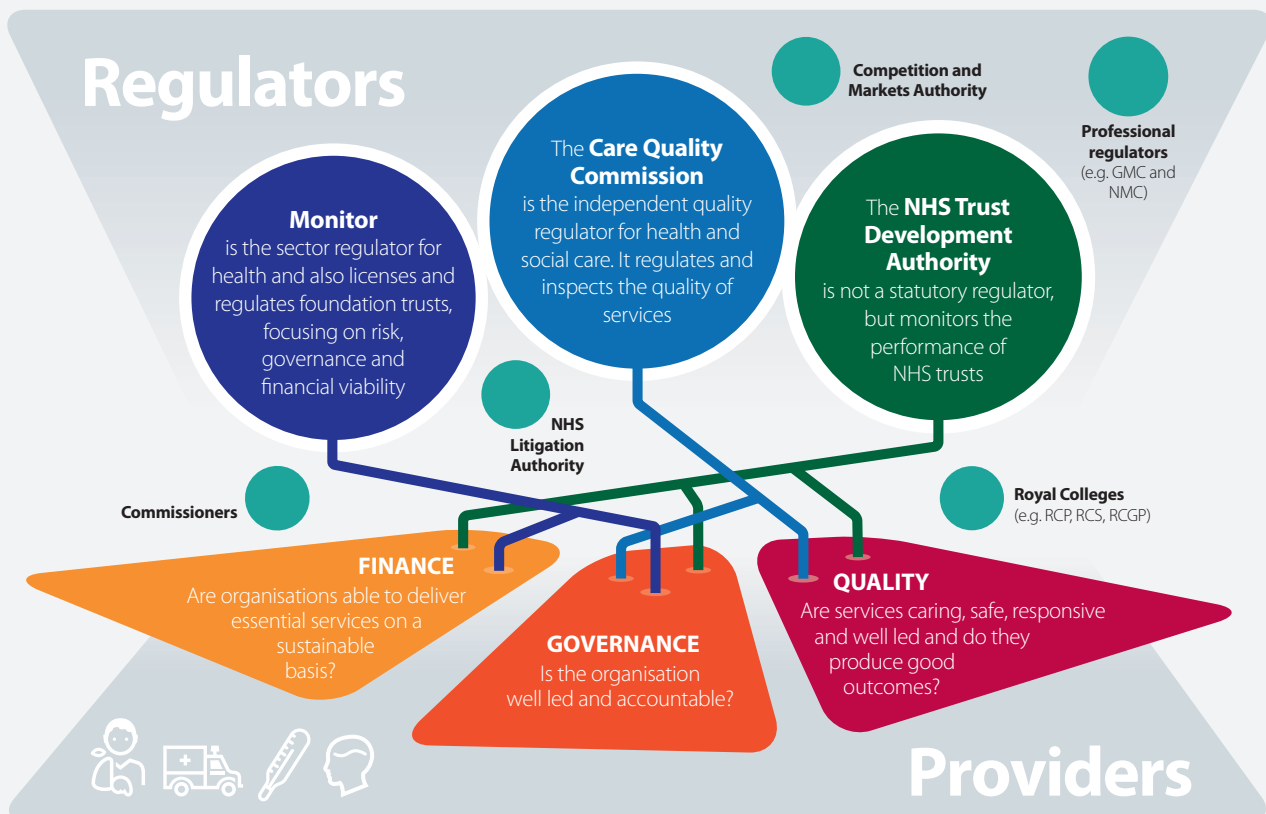 Regulators
Competition and
Markets Authority
Professional
regulators
(e.g. GMC and
NMC)
Monitor
is the sector regulator for
health and also licenses and
regulates foundation trusts,
focusing on risk,
governance and
financial viability
The Care Quality
Commission
is the independent quality
regulator for health and
social care. It regulates and
inspects the quality of
services
The NHS Trust
Development
Authority
is not a statutory regulator,
but monitors the
performance of
NHS trusts
NHS
Litigation
Authority
Commissioners
Royal Colleges
(e.g. RCP, RCS, RCGP)
FINANCE
Are organisations able to deliver
essential services on a
sustainable
basis?
GOVERNANCE
Is the organisation
well led and accountable?
QUALITY
Are services caring, safe, responsive
and well led and do they
produce good
outcomes?
Providers